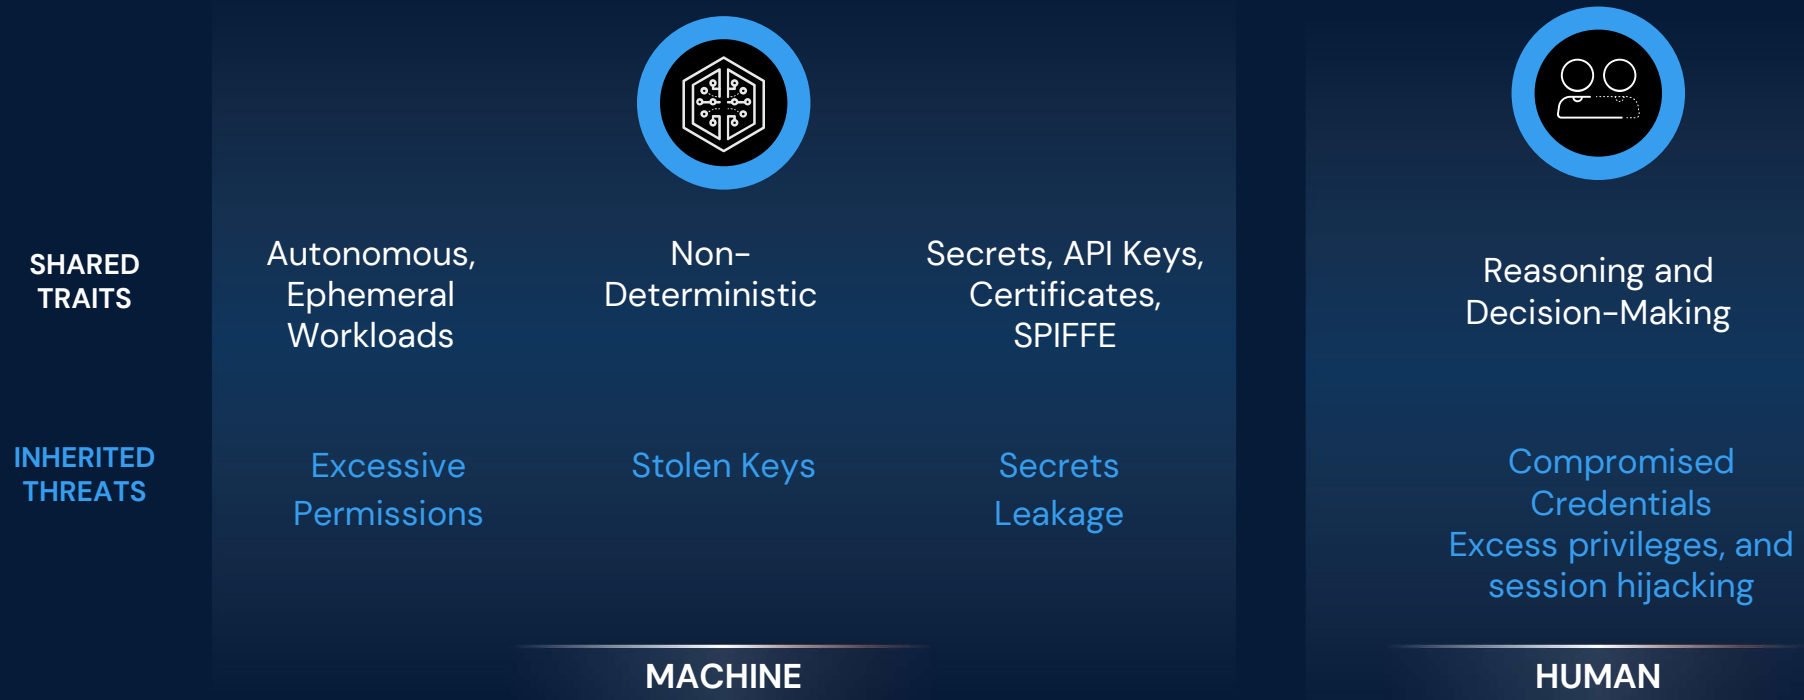 SHARED
TRAITS
Autonomous,
Ephemeral
Workloads
Non-
Deterministic
Secrets, API Keys,
Certificates,
SPIFFE
Reasoning and
Decision-Making
INHERITED
THREATS
Excessive
Permissions
Stolen Keys
Secrets
Leakage
Compromised
Credentials
Excess privileges, and
session hijacking
MACHINE
HUMAN